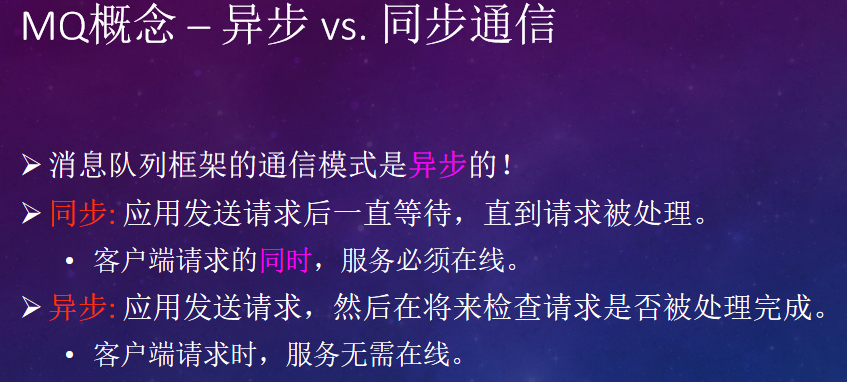 MQ概念 – 异步 vs. 同步通信
➢ 消息队列框架的通信模式是异步的！
➢ 同步: 应用发送请求后一直等待，直到请求被处理。
• 客户端请求的同时，服务必须在线。
➢ 异步: 应用发送请求，然后在将来检查请求是否被处理完成。
• 客户端请求时，服务无需在线。